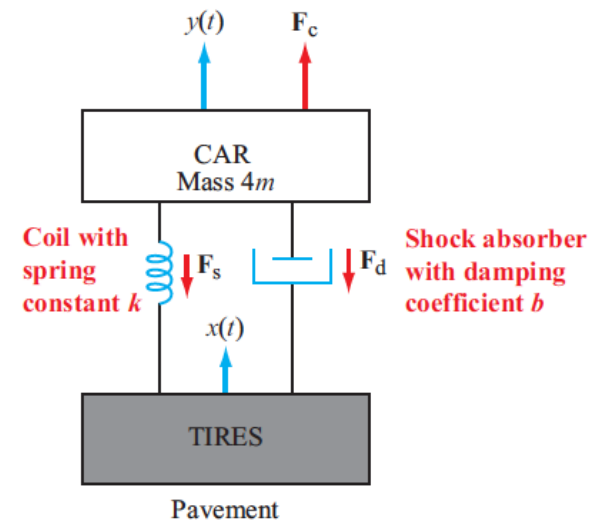 y(t)
F_c
CAR
Mass 4m
Coil with
spring
constant k
F_s
F_d
Shock absorber
with damping
coefficient b
x(t)
TIRES
Pavement